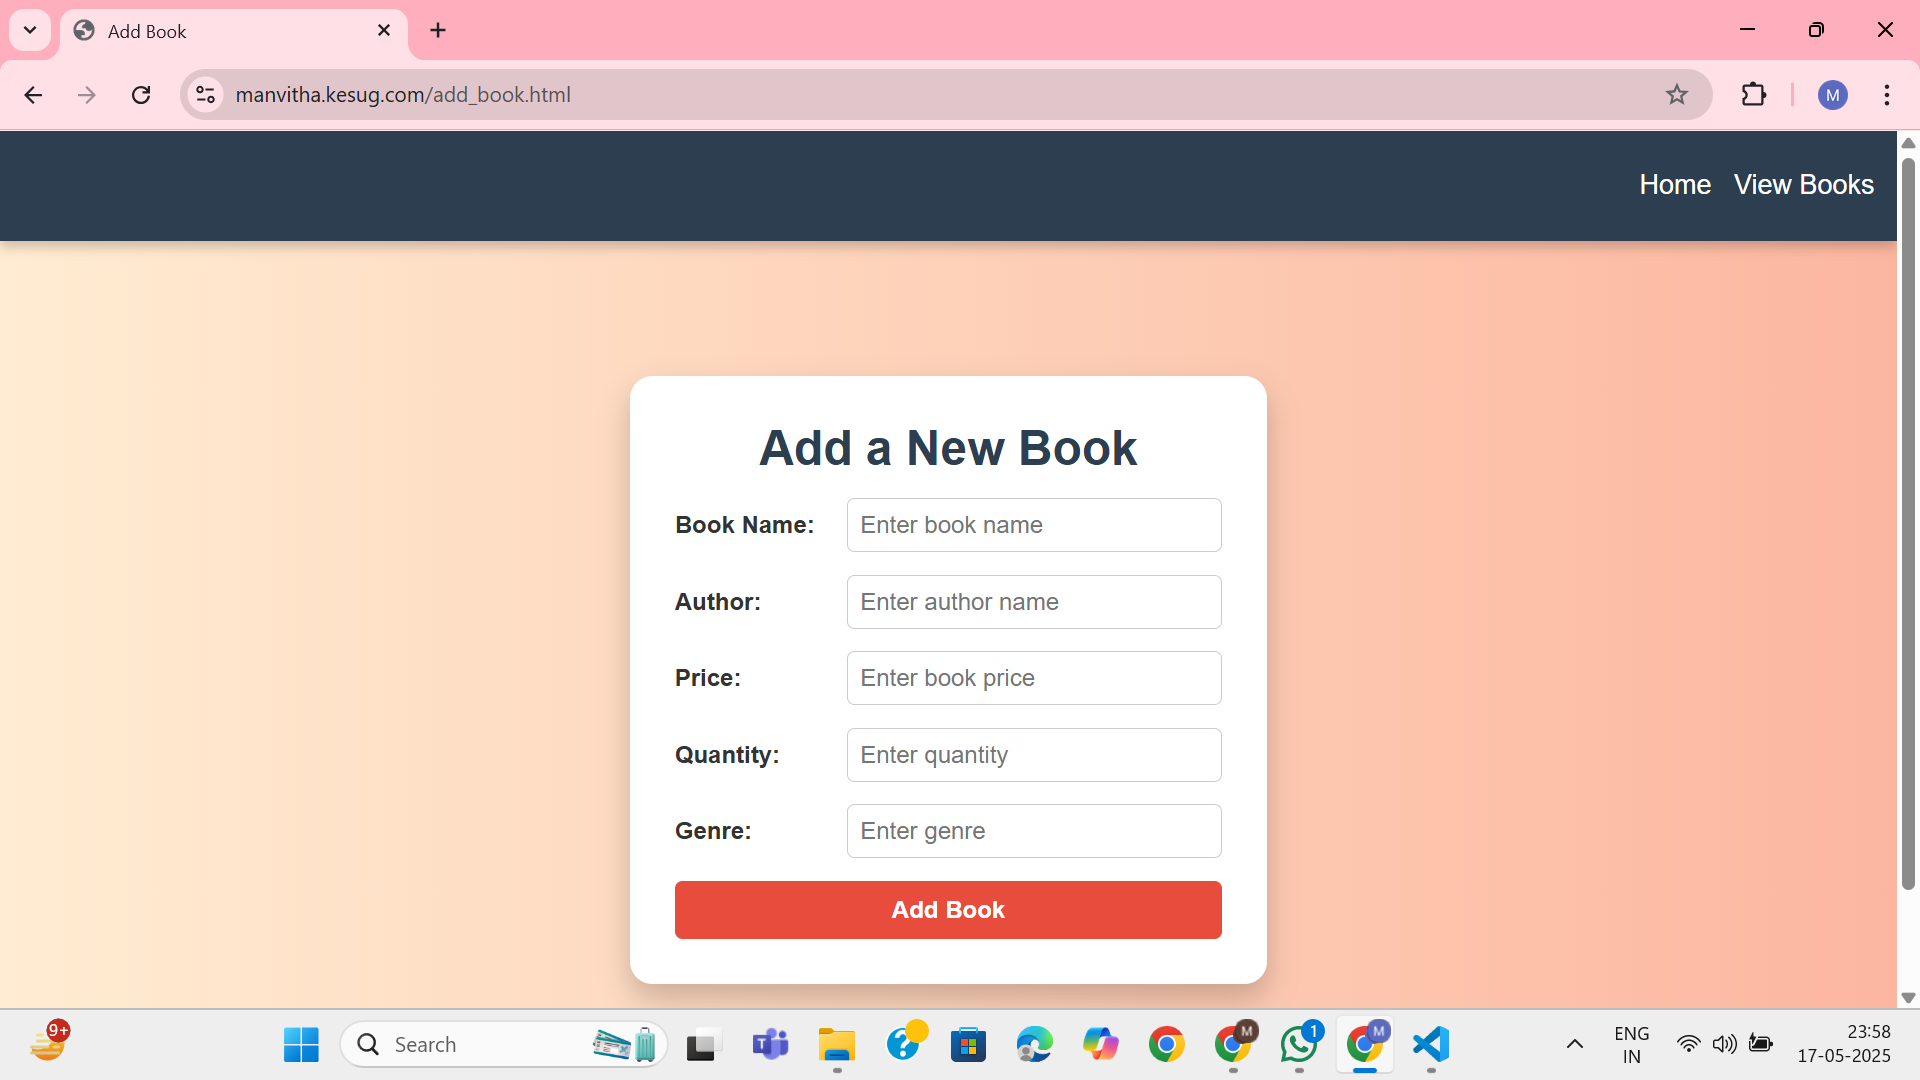 Add Book
manvitha.kesug.com/add_book.html
M
Home View Books
Add a New Book
Book Name: Enter book name
Author: Enter author name
Price: Enter book price
Quantity: Enter quantity
Genre: Enter genre
Add Book
9+
Search
T
M
1
M
ENG
IN
23:58
17-05-2025